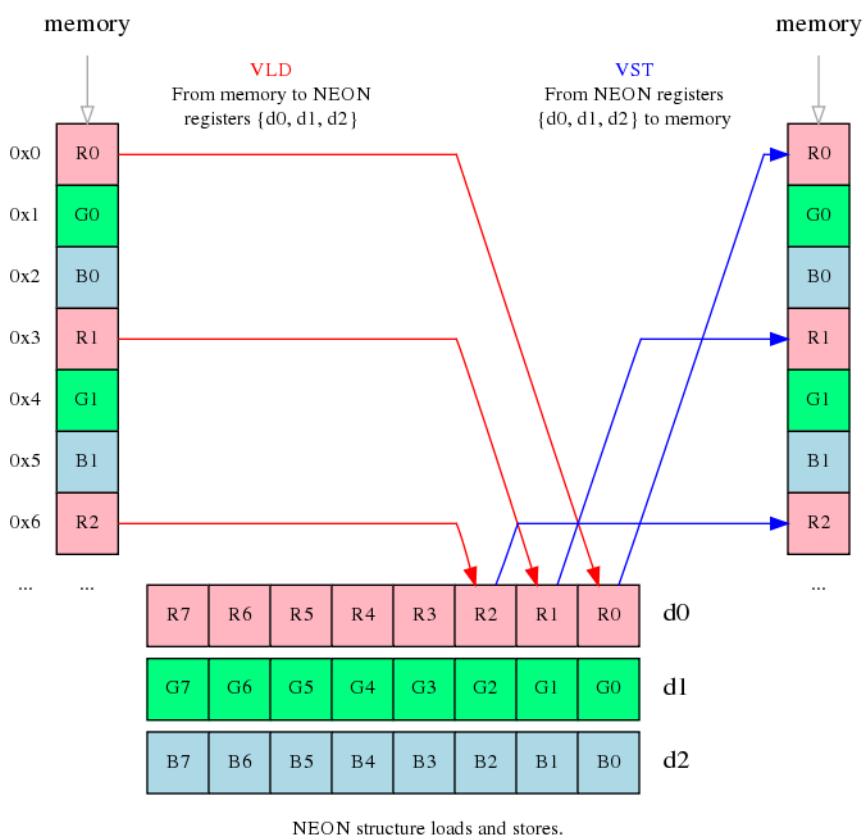 memory
memory
VLD
From memory to NEON
registers {d0, d1, d2}
VST
From NEON registers
{d0, d1, d2} to memory
0x0 R0 R0
0x1 G0 G0
0x2 B0 B0
0x3 R1 R1
0x4 G1 G1
0x5 B1 B1
0x6 R2 R2
... ... ...
R7 R6 R5 R4 R3 R2 R1 R0 d0
G7 G6 G5 G4 G3 G2 G1 G0 d1
B7 B6 B5 B4 B3 B2 B1 B0 d2
NEON structure loads and stores.